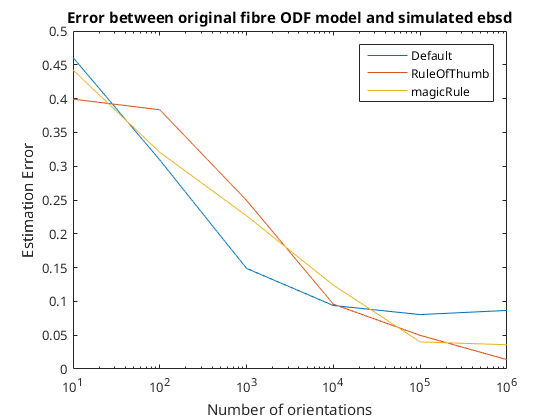 Error between original fibre ODF model and simulated ebsd
0.5
0.45
0.4
0.35
0.3
0.25
0.2
0.15
0.1
0.05
0
Estimation Error
Default
RuleOfThumb
magicRule
10^1 10^2 10^3 10^4 10^5 10^6
Number of orientations